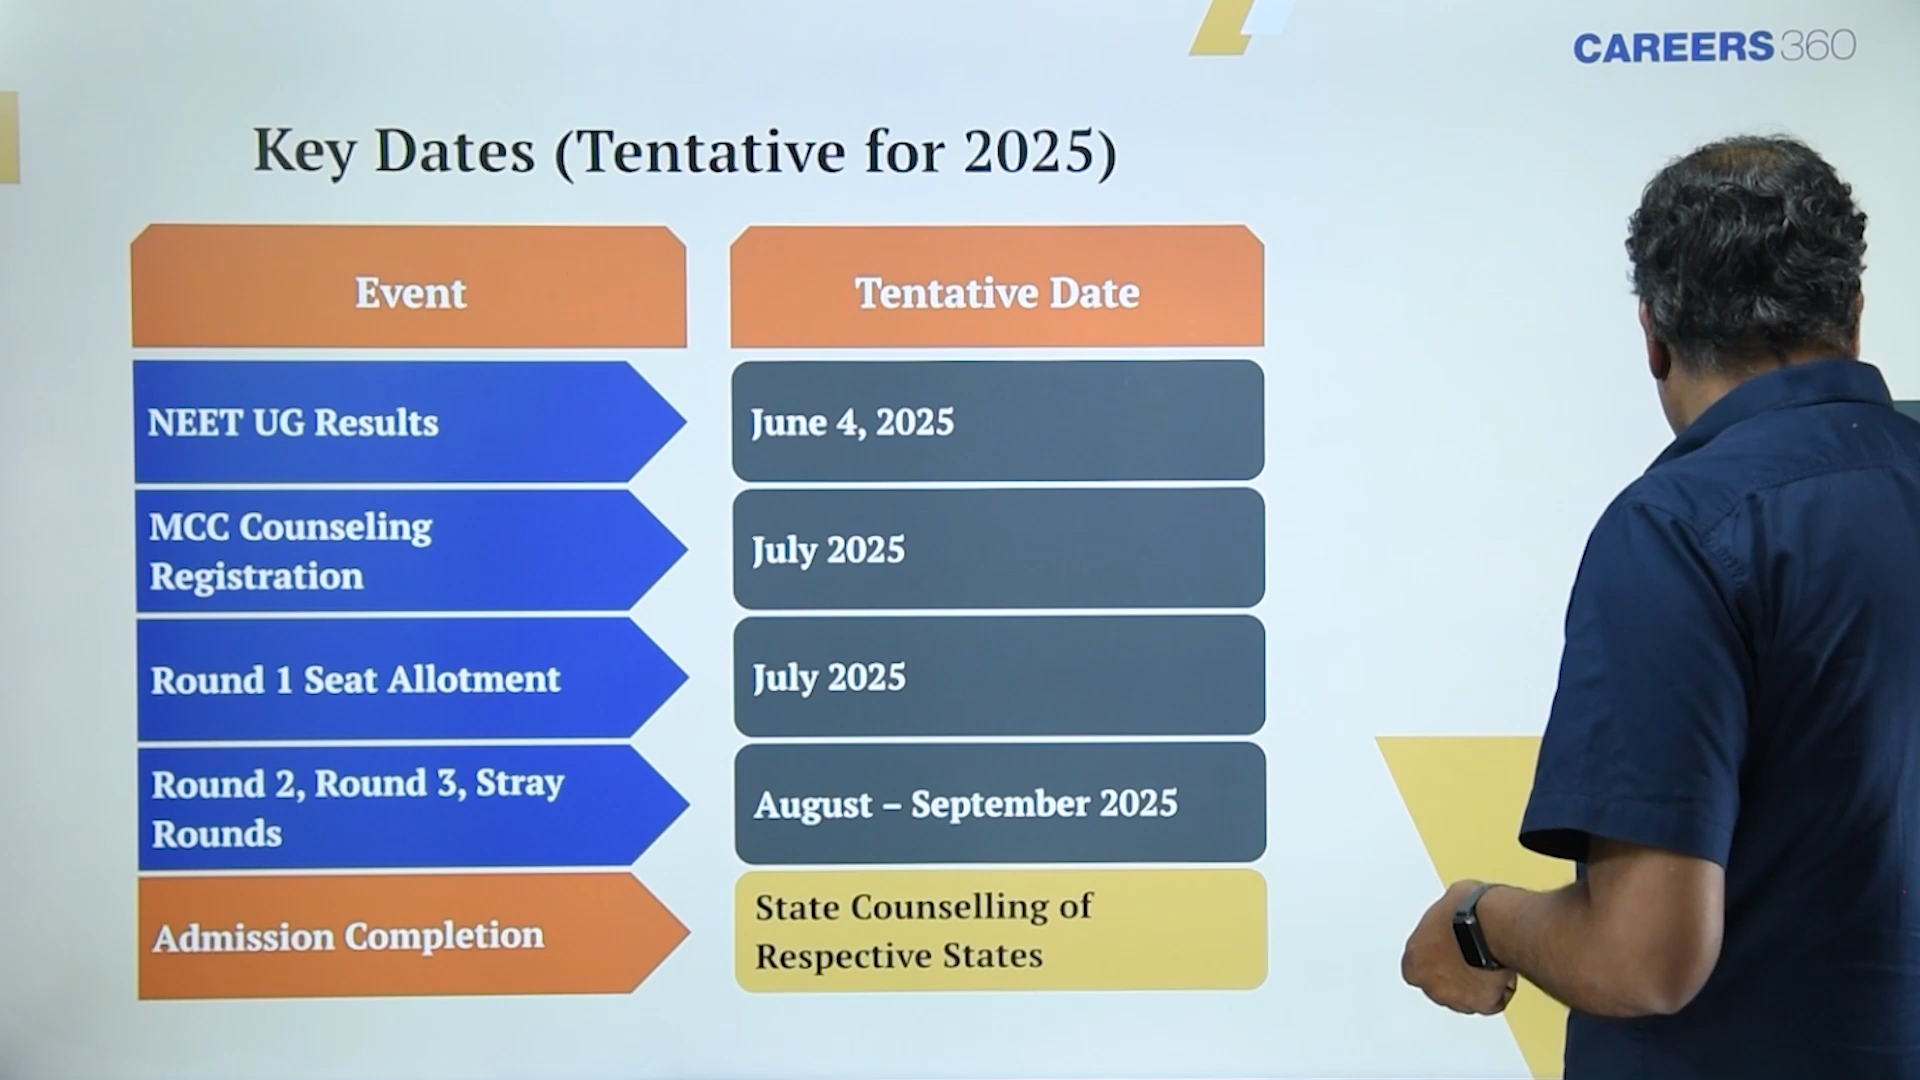 CAREERS360
Key Dates (Tentative for 2025)
Event
Tentative Date
NEET UG Results
June 4, 2025
MCC Counseling
Registration
July 2025
Round 1 Seat Allotment
July 2025
Round 2, Round 3, Stray
Rounds
August – September 2025
Admission Completion
State Counselling of
Respective States